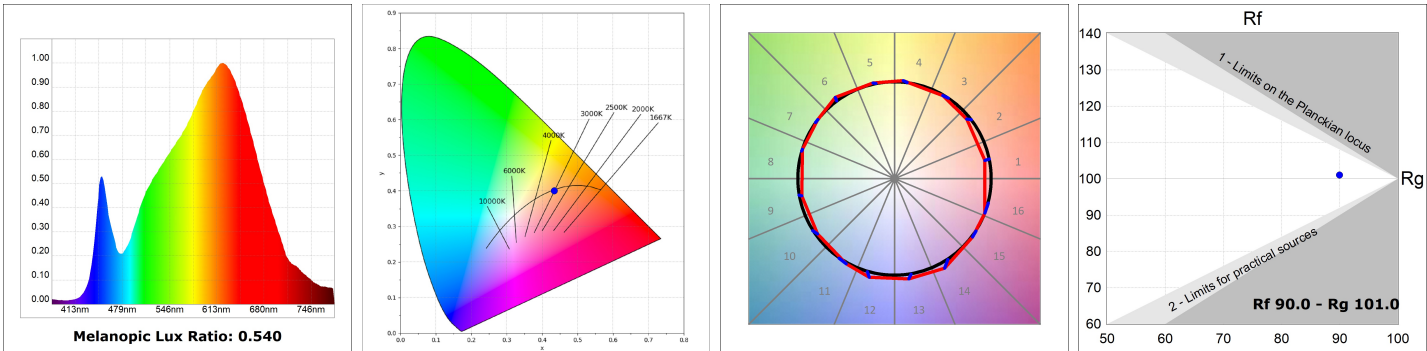 1.00
0.90
0.80
0.70
0.60
0.50
0.40
0.30
0.20
0.10
0.00
413nm 479nm 546nm 613nm 680nm 746nm
Melanopic Lux Ratio: 0.540
0.9
0.8
0.7
0.6
0.5
0.4
0.3
0.2
0.1
0.0
y
0.0 0.1 0.2 0.3 0.4 0.5 0.6 0.7 0.8
x
10000K
6000K
4000K
3000K
2500K
2000K
1667K
1
2
3
4
5
6
7
8
9
10
11
12
13
14
15
16
Rf
140
130
120
110
100
90
80
70
60
50 60 70 80 90 100
Rg
1 - Limits on the Planckian locus
2 - Limits for practical sources
Rf 90.0 - Rg 101.0